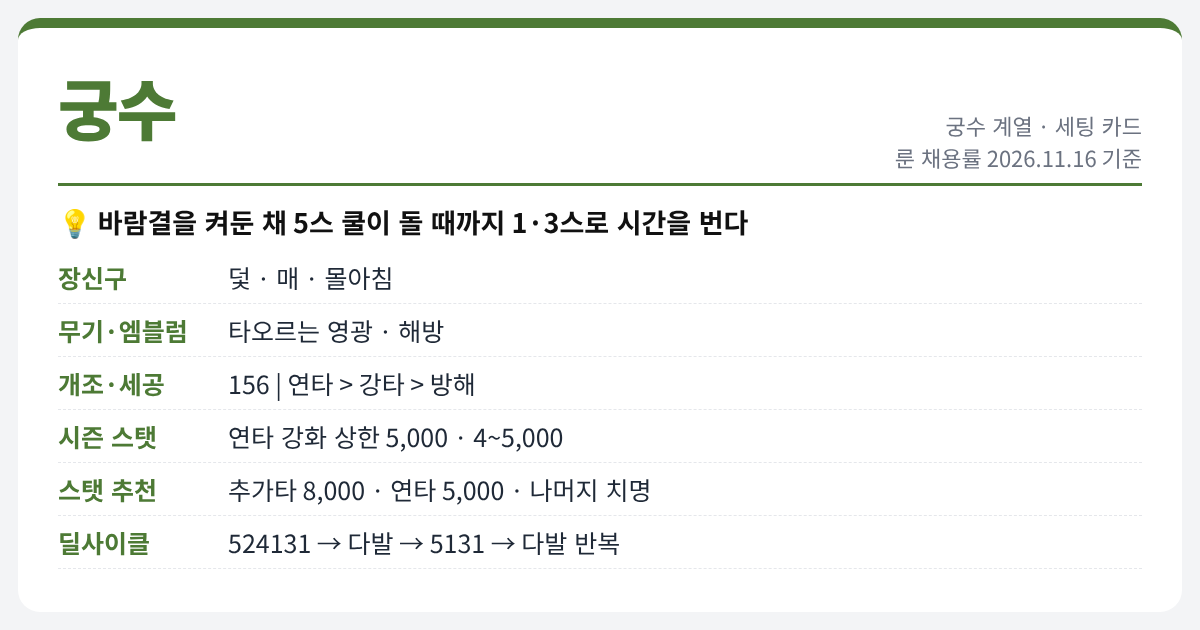 궁수
궁수 계열 · 세팅 카드
룬 채용률 2026.11.16 기준
💡 바람결을 켜둔 채 5스 쿨이 돌 때까지 1·3스로 시간을 번다
장신구 덫 · 매 · 몰아침
무기·엠블럼 타오르는 영광 · 해방
개조·세공 156 | 연타 > 강타 > 방해
시즌 스탯 연타 강화 상한 5,000 · 4~5,000
스탯 추천 추가타 8,000 · 연타 5,000 · 나머지 치명
딜사이클 524131 → 다발 → 5131 → 다발 반복